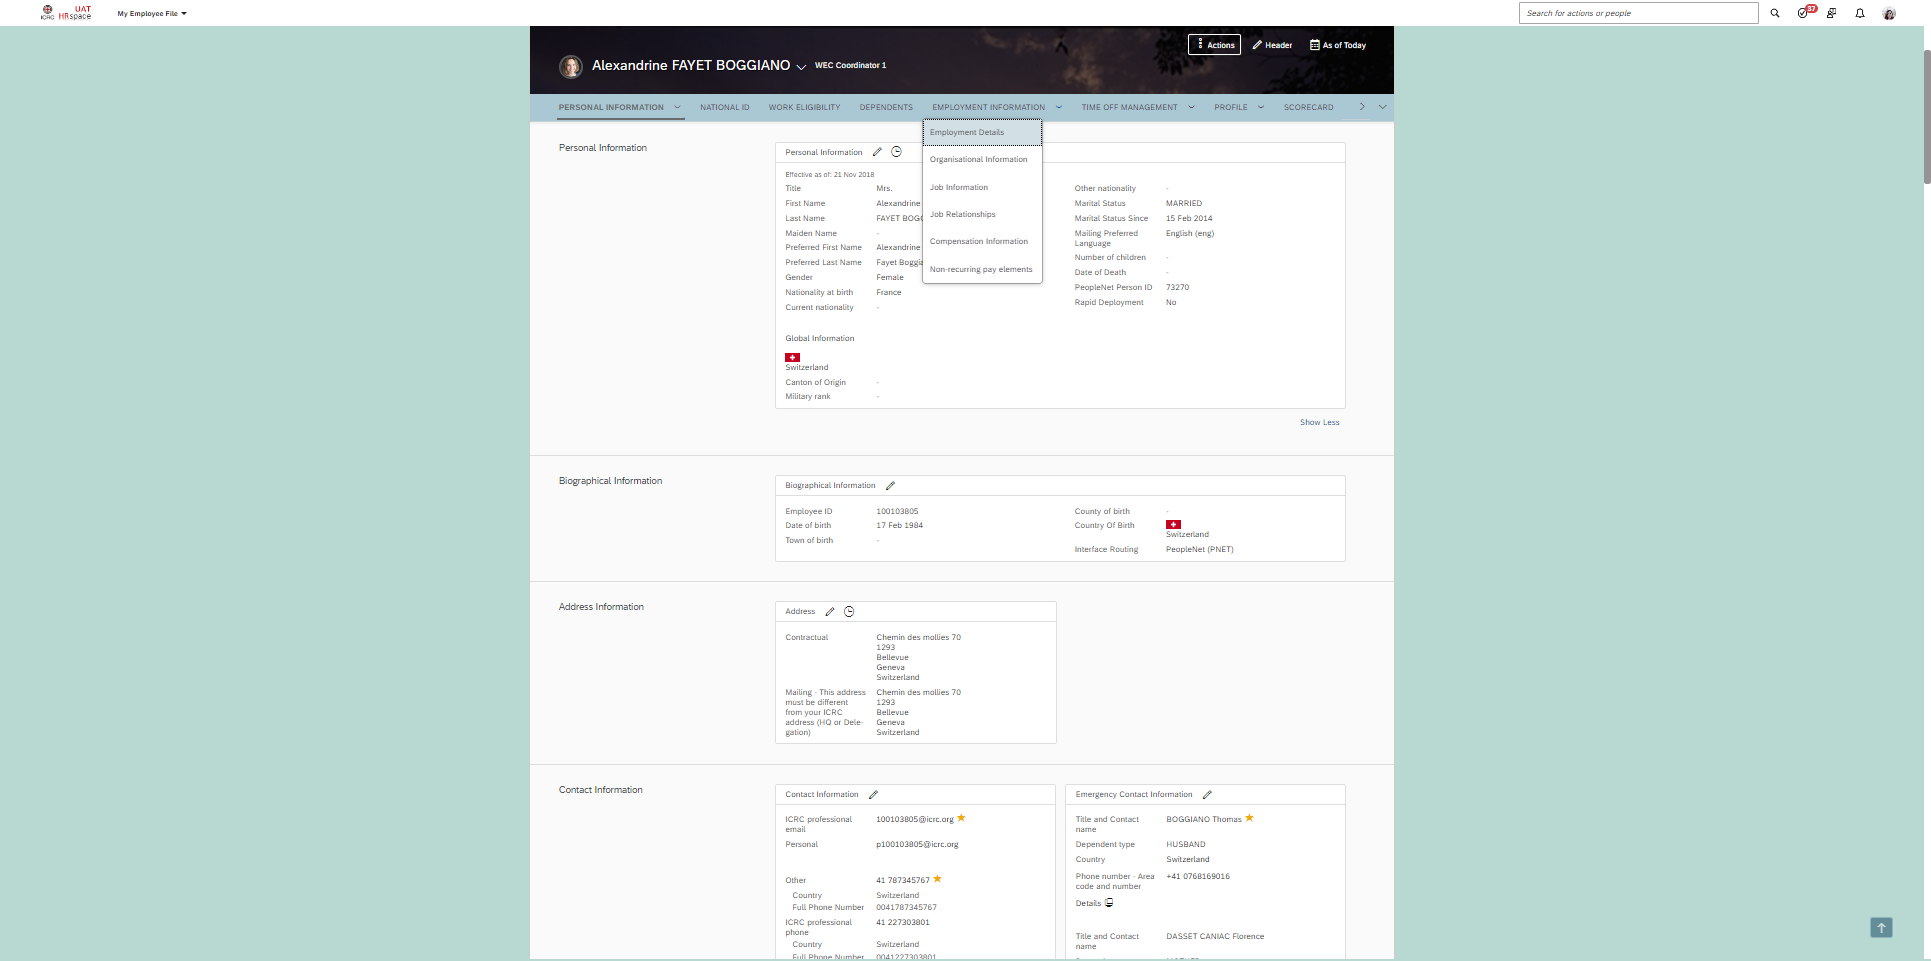 ICRC
UAT
HRspace
My Employee File
Search for actions or people
37
Actions
Header
As of Today
Alexandrine FAYET BOGGIANO
WEC Coordinator 1
PERSONAL INFORMATION
NATIONAL ID
WORK ELIGIBILITY
DEPENDENTS
EMPLOYMENT INFORMATION
TIME OFF MANAGEMENT
PROFILE
SCORECARD
Employment Details
Organisational Information
Job Information
Job Relationships
Compensation Information
Non-recurring pay elements
Personal Information
Personal Information
Effective as of: 21 Nov 2018
Title Mrs.
First Name Alexandrine
Last Name FAYET BOGG
Maiden Name -
Preferred First Name Alexandrine
Preferred Last Name Fayet Boggia
Gender Female
Nationality at birth France
Current nationality -
Other nationality -
Marital Status MARRIED
Marital Status Since 15 Feb 2014
Mailing Preferred English (eng)
Language
Number of children -
Date of Death -
PeopleNet Person ID 73270
Rapid Deployment No
Global Information
Switzerland
Canton of Origin -
Military rank -
Show Less
Biographical Information
Biographical Information
Employee ID 100103805
Date of birth 17 Feb 1984
Town of birth -
County of birth -
Country Of Birth
Switzerland
Interface Routing PeopleNet (PNET)
Address Information
Address
Contractual Chemin des mollies 70
1293
Bellevue
Geneva
Switzerland
Mailing - This address Chemin des mollies 70
must be different 1293
from your ICRC Bellevue
address (HQ or Dele- Geneva
gation) Switzerland
Contact Information
Contact Information
ICRC professional 100103805@icrc.org
email
Personal p100103805@icrc.org
Other 41 787345767
Country Switzerland
Full Phone Number 0041787345767
ICRC professional 41 227303801
phone
Country Switzerland
Full Phone Number 0041227303801
Emergency Contact Information
Title and Contact BOGGIANO Thomas
name
Dependent type HUSBAND
Country Switzerland
Phone number - Area +41 0768169016
code and number
Details
Title and Contact DASSET CANIAC Florence
name